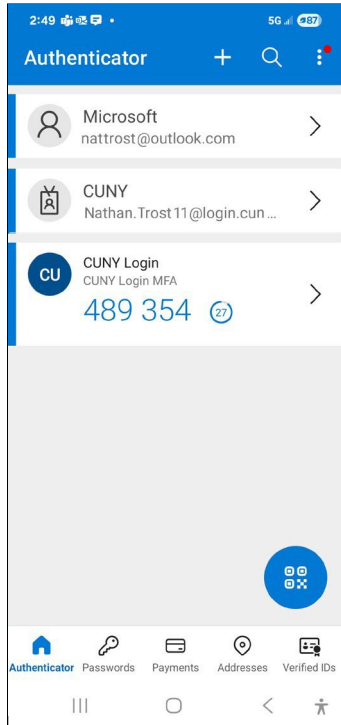 2:49
5G 87
Authenticator
Microsoft
nattrost@outlook.com
CUNY
Nathan.Trost11@login.cun...
CU
CUNY Login
CUNY Login MFA
489 354 27
Authenticator Passwords Payments Addresses Verified IDs